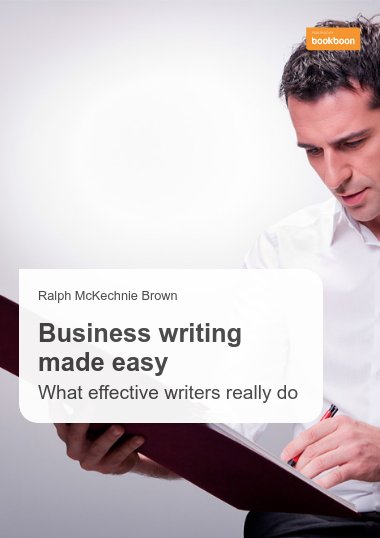 bookboon
Ralph McKechnie Brown
Business writing
made easy
What effective writers really do